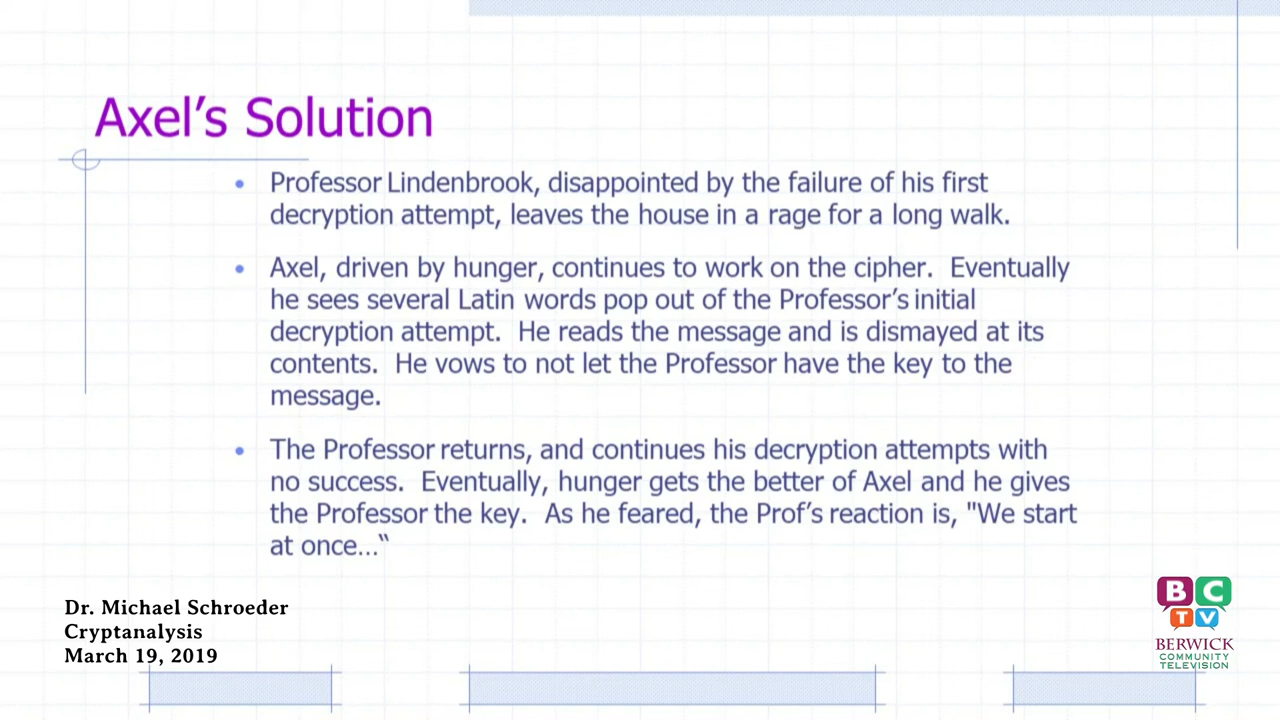 Axel's Solution
• Professor Lindenbrook, disappointed by the failure of his first
decryption attempt, leaves the house in a rage for a long walk.
• Axel, driven by hunger, continues to work on the cipher.  Eventually
he sees several Latin words pop out of the Professor's initial
decryption attempt.  He reads the message and is dismayed at its
contents.  He vows to not let the Professor have the key to the
message.
• The Professor returns, and continues his decryption attempts with
no success.  Eventually, hunger gets the better of Axel and he gives
the Professor the key.  As he feared, the Prof's reaction is, "We start
at once…“
Dr. Michael Schroeder
Cryptanalysis
March 19, 2019
BC
TV
BERWICK
COMMUNITY
TELEVISION